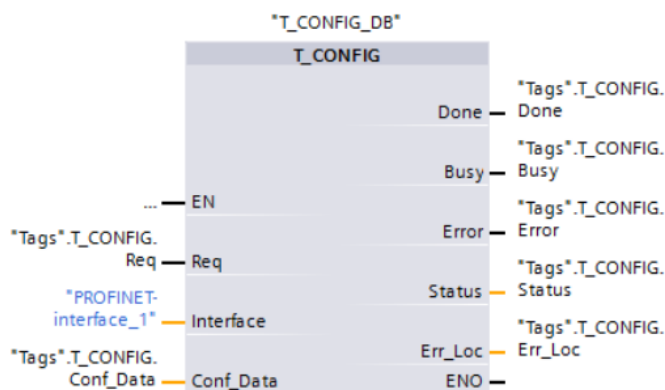 "T_CONFIG_DB"
T_CONFIG
Done
"Tags".T_CONFIG.
Done
Busy
"Tags".T_CONFIG.
Busy
... EN
Error
"Tags".T_CONFIG.
Error
"Tags".T_CONFIG.
Req
Req
Status
"Tags".T_CONFIG.
Status
"PROFINET-
interface_1"
Interface
Err_Loc
"Tags".T_CONFIG.
Err_Loc
"Tags".T_CONFIG.
Conf_Data
Conf_Data
ENO